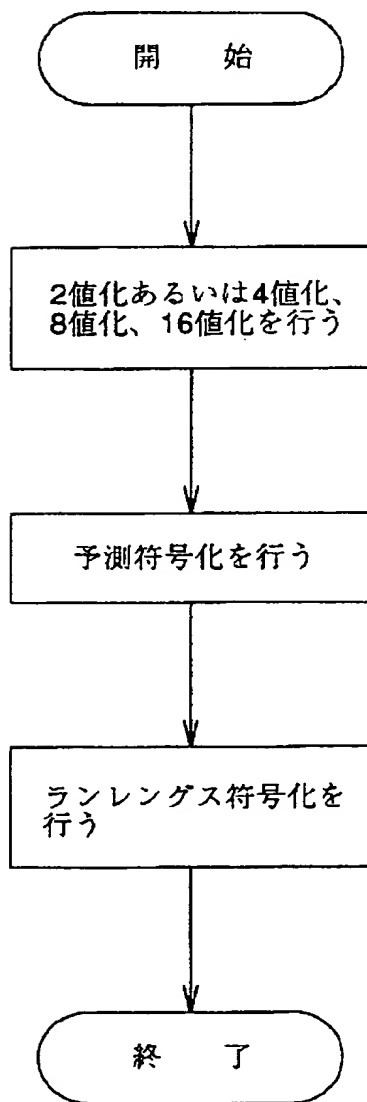 開 始
2値化あるいは4値化、
8値化、16値化を行う
予測符号化を行う
ランレングス符号化を
行う
終 了